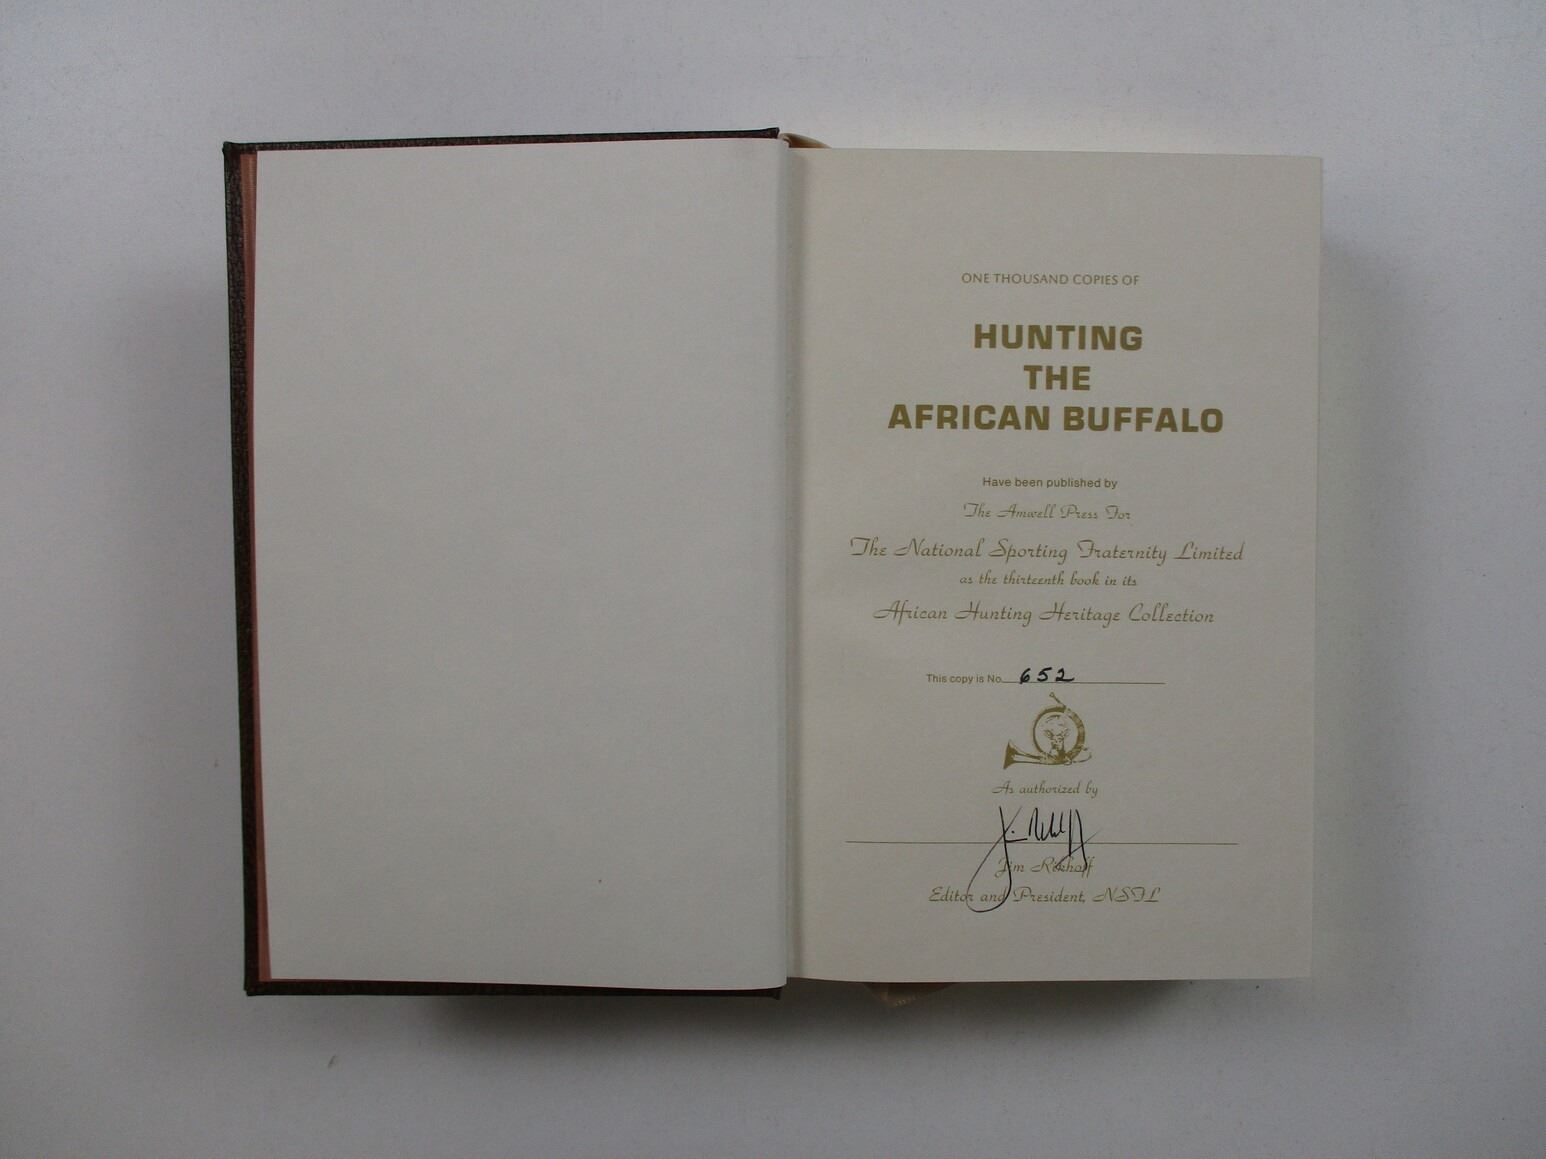 ONE THOUSAND COPIES OF
HUNTING
THE
AFRICAN BUFFALO
Have been published by
The Amwell Press For
The National Sporting Fraternity Limited
as the thirteenth book in its
African Hunting Heritage Collection
This copy is No. 652
As authorized by
Jim Rikhoff
Jim Rikhoff
Editor and President, NSFL